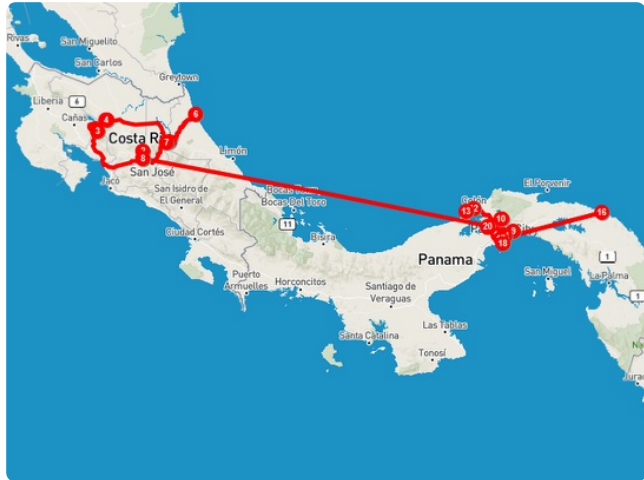 Rivas
San Miguelito
San Carlos
Greytown
Liberia
6
Cañas
4
6
3
Costa
7
8
San José
Limón
Jacó
San Isidro de
El General
Bocas Del Toro
Colón
El Porvenir
13
10
16
20
9
18
11
Ciudad Cortés
Bisira
Panama
1
San Miguel
La Palma
Puerto
Armuelles
Horconcitos
Santiago de
Veraguas
1
Las Tablas
Santa Catalina
Tonosí